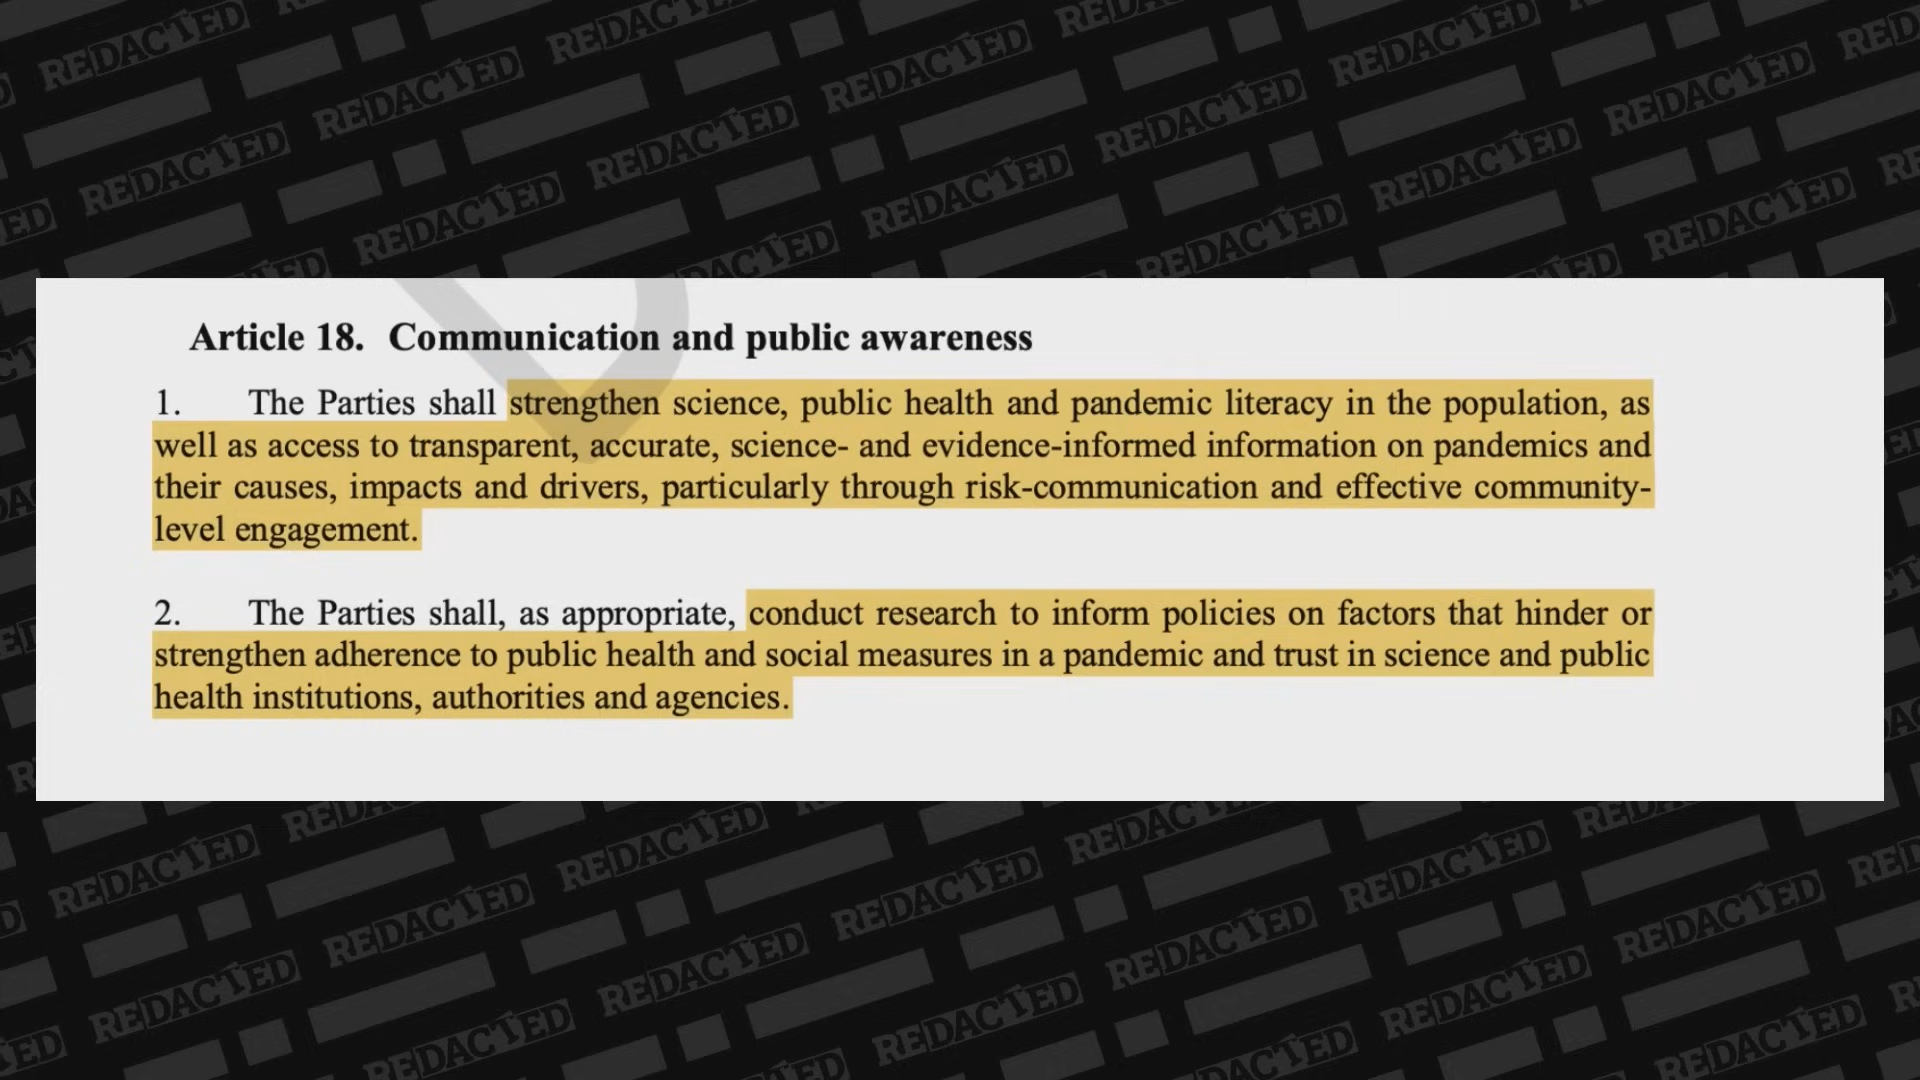 Article 18. Communication and public awareness
1. The Parties shall strengthen science, public health and pandemic literacy in the population, as
well as access to transparent, accurate, science- and evidence-informed information on pandemics and
their causes, impacts and drivers, particularly through risk-communication and effective community-
level engagement.
2. The Parties shall, as appropriate, conduct research to inform policies on factors that hinder or
strengthen adherence to public health and social measures in a pandemic and trust in science and public
health institutions, authorities and agencies.
REDACTED